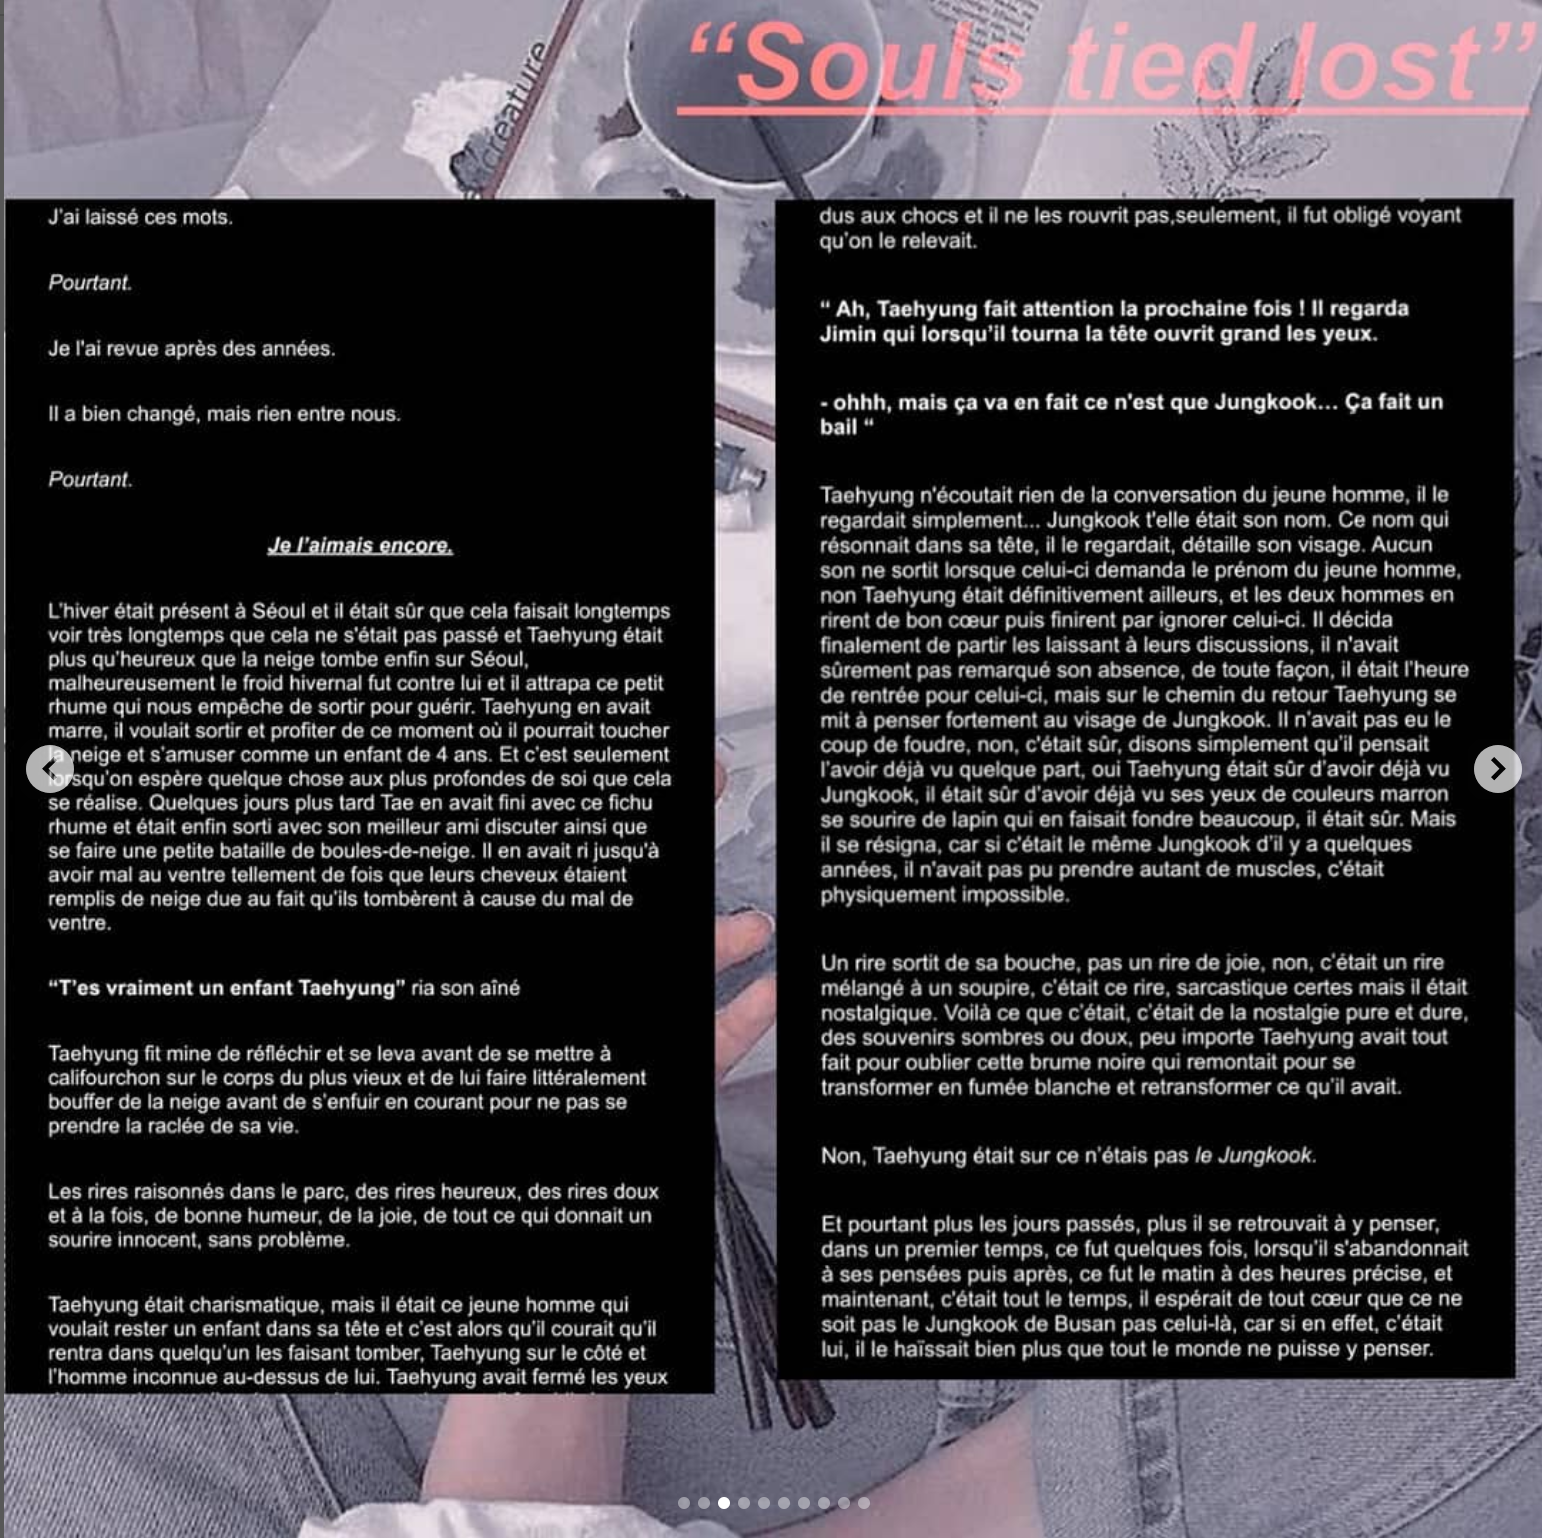 “Souls tied lost”
creature
J’ai laissé ces mots.
Pourtant.
Je l'ai revue après des années.
Il a bien changé, mais rien entre nous.
Pourtant.
Je l’aimais encore.
L’hiver était présent à Séoul et il était sûr que cela faisait longtemps
voir très longtemps que cela ne s'était pas passé et Taehyung était
plus qu’heureux que la neige tombe enfin sur Séoul,
malheureusement le froid hivernal fut contre lui et il attrapa ce petit
rhume qui nous empêche de sortir pour guérir. Taehyung en avait
marre, il voulait sortir et profiter de ce moment où il pourrait toucher
la neige et s’amuser comme un enfant de 4 ans. Et c’est seulement
lorsqu’on espère quelque chose aux plus profondes de soi que cela
se réalise. Quelques jours plus tard Tae en avait fini avec ce fichu
rhume et était enfin sorti avec son meilleur ami discuter ainsi que
se faire une petite bataille de boules-de-neige. Il en avait ri jusqu'à
avoir mal au ventre tellement de fois que leurs cheveux étaient
remplis de neige due au fait qu’ils tombèrent à cause du mal de
ventre.
“T’es vraiment un enfant Taehyung” ria son aîné
Taehyung fit mine de réfléchir et se leva avant de se mettre à
califourchon sur le corps du plus vieux et de lui faire littéralement
bouffer de la neige avant de s’enfuir en courant pour ne pas se
prendre la raclée de sa vie.
Les rires raisonnés dans le parc, des rires heureux, des rires doux
et à la fois, de bonne humeur, de la joie, de tout ce qui donnait un
sourire innocent, sans problème.
Taehyung était charismatique, mais il était ce jeune homme qui
voulait rester un enfant dans sa tête et c’est alors qu’il courait qu’il
rentra dans quelqu’un les faisant tomber, Taehyung sur le côté et
l’homme inconnue au-dessus de lui. Taehyung avait fermé les yeux
dus aux chocs et il ne les rouvrit pas,seulement, il fut obligé voyant
qu’on le relevait.
“ Ah, Taehyung fait attention la prochaine fois ! Il regarda
Jimin qui lorsqu’il tourna la tête ouvrit grand les yeux.
- ohhh, mais ça va en fait ce n'est que Jungkook… Ça fait un
bail “
Taehyung n'écoutait rien de la conversation du jeune homme, il le
regardait simplement... Jungkook t'elle était son nom. Ce nom qui
résonnait dans sa tête, il le regardait, détaille son visage. Aucun
son ne sortit lorsque celui-ci demanda le prénom du jeune homme,
non Taehyung était définitivement ailleurs, et les deux hommes en
rirent de bon cœur puis finirent par ignorer celui-ci. Il décida
finalement de partir les laissant à leurs discussions, il n'avait
sûrement pas remarqué son absence, de toute façon, il était l’heure
de rentrée pour celui-ci, mais sur le chemin du retour Taehyung se
mit à penser fortement au visage de Jungkook. Il n’avait pas eu le
coup de foudre, non, c'était sûr, disons simplement qu’il pensait
l’avoir déjà vu quelque part, oui Taehyung était sûr d’avoir déjà vu
Jungkook, il était sûr d’avoir déjà vu ses yeux de couleurs marron
se sourire de lapin qui en faisait fondre beaucoup, il était sûr. Mais
il se résigna, car si c'était le même Jungkook d’il y a quelques
années, il n’avait pas pu prendre autant de muscles, c’était
physiquement impossible.
Un rire sortit de sa bouche, pas un rire de joie, non, c’était un rire
mélangé à un soupire, c’était ce rire, sarcastique certes mais il était
nostalgique. Voilà ce que c’était, c’était de la nostalgie pure et dure,
des souvenirs sombres ou doux, peu importe Taehyung avait tout
fait pour oublier cette brume noire qui remontait pour se
transformer en fumée blanche et retransformer ce qu’il avait.
Non, Taehyung était sur ce n’étais pas le Jungkook.
Et pourtant plus les jours passés, plus il se retrouvait à y penser,
dans un premier temps, ce fut quelques fois, lorsqu’il s'abandonnait
à ses pensées puis après, ce fut le matin à des heures précise, et
maintenant, c'était tout le temps, il espérait de tout cœur que ce ne
soit pas le Jungkook de Busan pas celui-là, car si en effet, c’était
lui, il le haïssait bien plus que tout le monde ne puisse y penser.